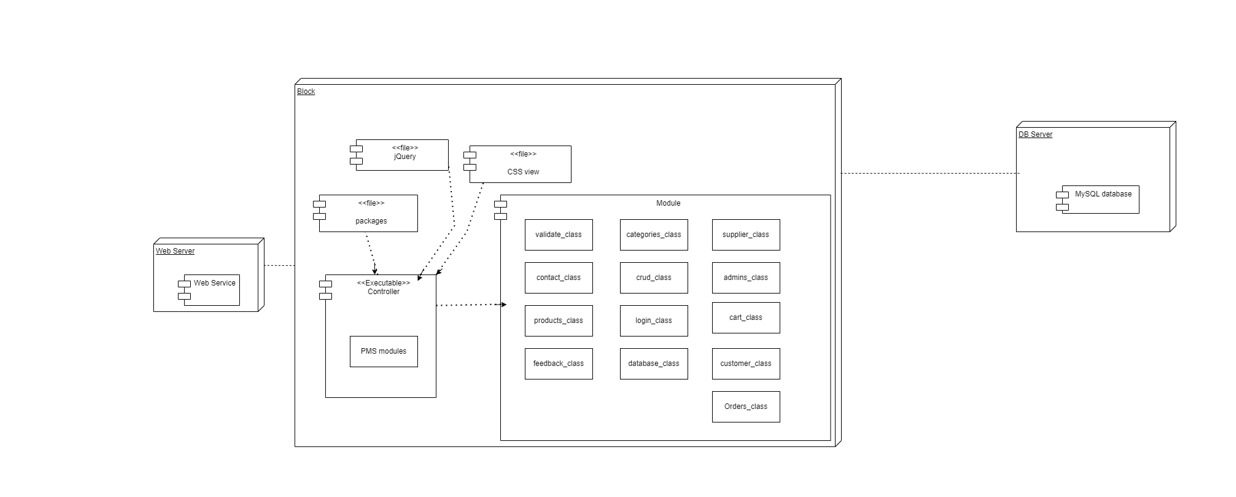 Block
DB Server
<<file>>
jQuery
<<file>>
CSS view
MySQL database
<<file>>
packages
Module
validate_class
categories_class
supplier_class
Web Server
Web Service
<<Executable>>
Controller
contact_class
crud_class
admins_class
products_class
login_class
cart_class
PMS modules
feedback_class
database_class
customer_class
Orders_class